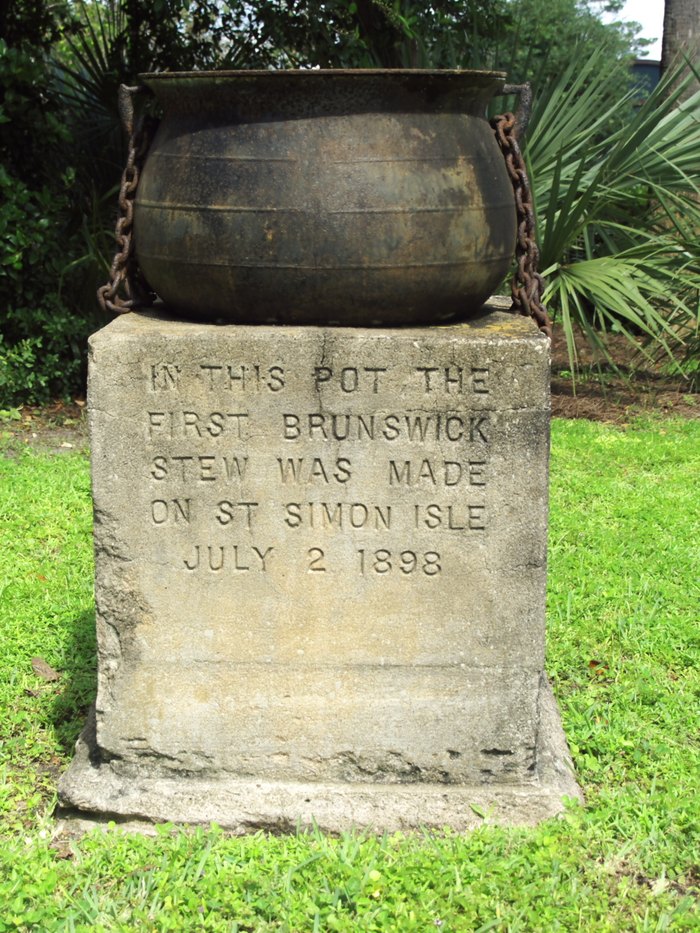 IN THIS POT THE
FIRST BRUNSWICK
STEW WAS MADE
ON ST SIMON ISLE
JULY 2 1898